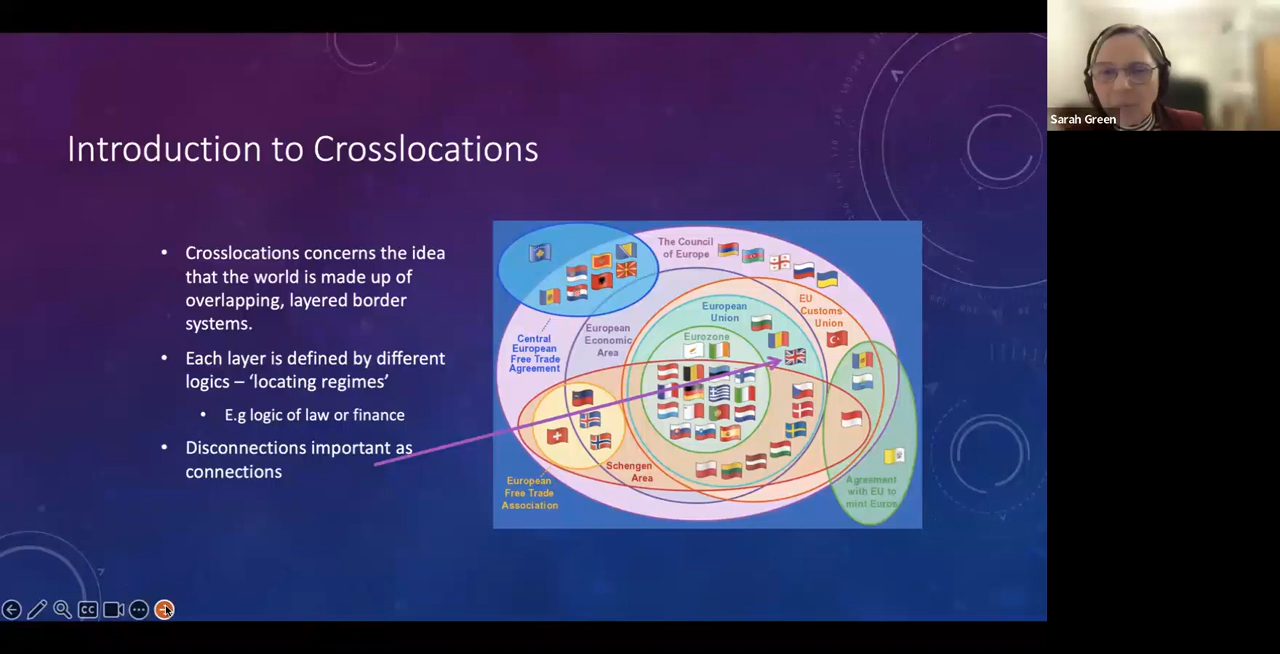 Introduction to Crosslocations
Crosslocations concerns the idea
that the world is made up of
overlapping, layered border
systems.
Each layer is defined by different
logics – ‘locating regimes’
E.g logic of law or finance
Disconnections important as
connections
The Council
of Europe
European
Union
EU
Customs
Union
European
Economic
Area
Eurozone
Central
European
Free Trade
Agreement
Schengen
Area
European
Free Trade
Association
Agreement
with EU to
mint Euros
CC
Sarah Green